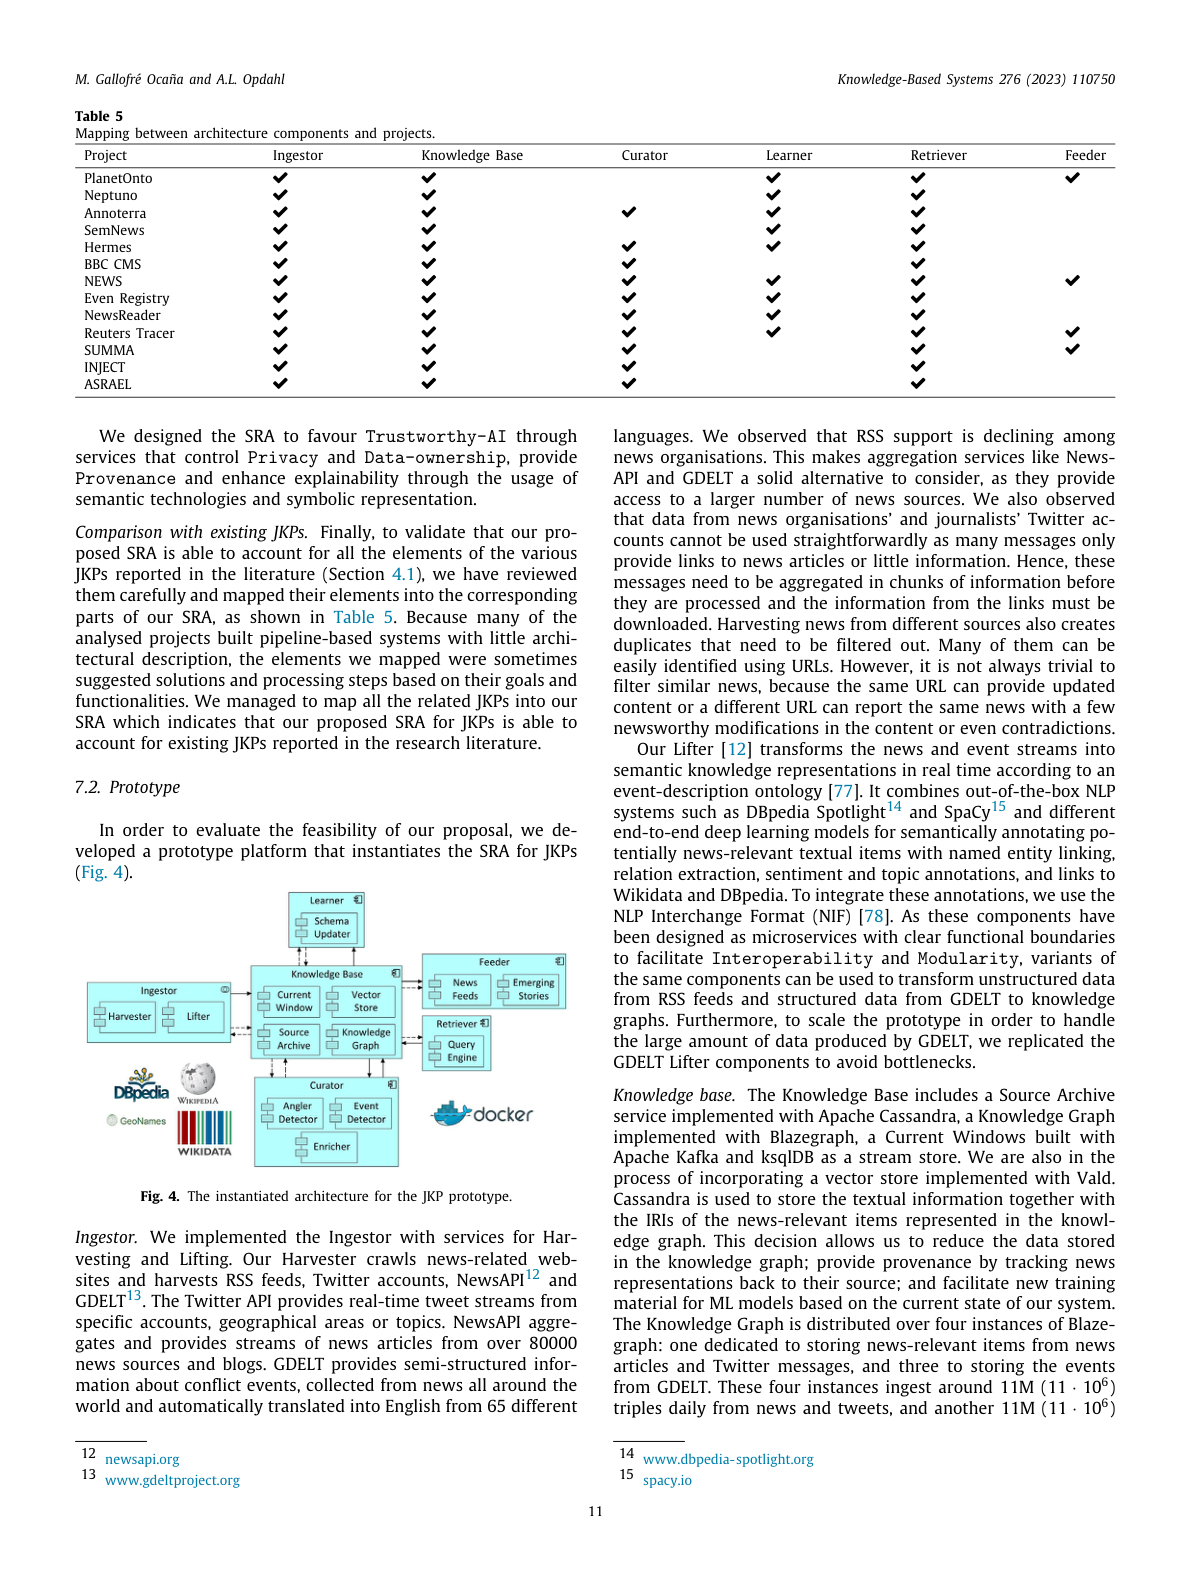 M. Gallofré Ocaña and A.L. Opdahl
Knowledge-Based Systems 276 (2023) 110750
Table 5
Mapping between architecture components and projects.
Project Ingestor Knowledge Base Curator Learner Retriever Feeder
PlanetOnto ✔ ✔ ✔ ✔ ✔
Neptuno ✔ ✔ ✔ ✔
Annoterra ✔ ✔ ✔ ✔ ✔
SemNews ✔ ✔ ✔ ✔
Hermes ✔ ✔ ✔ ✔ ✔
BBC CMS ✔ ✔ ✔ ✔
NEWS ✔ ✔ ✔ ✔ ✔ ✔
Even Registry ✔ ✔ ✔ ✔ ✔
NewsReader ✔ ✔ ✔ ✔ ✔
Reuters Tracer ✔ ✔ ✔ ✔ ✔ ✔
SUMMA ✔ ✔ ✔ ✔ ✔
INJECT ✔ ✔ ✔ ✔
ASRAEL ✔ ✔ ✔ ✔
We designed the SRA to favour Trustworthy-AI through
services that control Privacy and Data-ownership, provide
Provenance and enhance explainability through the usage of
semantic technologies and symbolic representation.
Comparison with existing JKPs. Finally, to validate that our pro-
posed SRA is able to account for all the elements of the various
JKPs reported in the literature (Section 4.1), we have reviewed
them carefully and mapped their elements into the corresponding
parts of our SRA, as shown in Table 5. Because many of the
analysed projects built pipeline-based systems with little archi-
tectural description, the elements we mapped were sometimes
suggested solutions and processing steps based on their goals and
functionalities. We managed to map all the related JKPs into our
SRA which indicates that our proposed SRA for JKPs is able to
account for existing JKPs reported in the research literature.
7.2. Prototype
In order to evaluate the feasibility of our proposal, we de-
veloped a prototype platform that instantiates the SRA for JKPs
(Fig. 4).
Learner
Schema
Updater
Knowledge Base
Current
Window
Vector
Store
Source
Archive
Knowledge
Graph
Ingestor
Harvester
Lifter
Feeder
News
Feeds
Emerging
Stories
Retriever
Query
Engine
Curator
Angler
Detector
Event
Detector
Enricher
DBpedia
WIKIPEDIA
GeoNames
WIKIDATA
docker
Fig. 4. The instantiated architecture for the JKP prototype.
Ingestor. We implemented the Ingestor with services for Har-
vesting and Lifting. Our Harvester crawls news-related web-
sites and harvests RSS feeds, Twitter accounts, NewsAPI12 and
GDELT13. The Twitter API provides real-time tweet streams from
specific accounts, geographical areas or topics. NewsAPI aggre-
gates and provides streams of news articles from over 80000
news sources and blogs. GDELT provides semi-structured infor-
mation about conflict events, collected from news all around the
world and automatically translated into English from 65 different
12 newsapi.org
13 www.gdeltproject.org
languages. We observed that RSS support is declining among
news organisations. This makes aggregation services like News-
API and GDELT a solid alternative to consider, as they provide
access to a larger number of news sources. We also observed
that data from news organisations' and journalists' Twitter ac-
counts cannot be used straightforwardly as many messages only
provide links to news articles or little information. Hence, these
messages need to be aggregated in chunks of information before
they are processed and the information from the links must be
downloaded. Harvesting news from different sources also creates
duplicates that need to be filtered out. Many of them can be
easily identified using URLs. However, it is not always trivial to
filter similar news, because the same URL can provide updated
content or a different URL can report the same news with a few
newsworthy modifications in the content or even contradictions.
Our Lifter [12] transforms the news and event streams into
semantic knowledge representations in real time according to an
event-description ontology [77]. It combines out-of-the-box NLP
systems such as DBpedia Spotlight14 and SpaCy15 and different
end-to-end deep learning models for semantically annotating po-
tentially news-relevant textual items with named entity linking,
relation extraction, sentiment and topic annotations, and links to
Wikidata and DBpedia. To integrate these annotations, we use the
NLP Interchange Format (NIF) [78]. As these components have
been designed as microservices with clear functional boundaries
to facilitate Interoperability and Modularity, variants of
the same components can be used to transform unstructured data
from RSS feeds and structured data from GDELT to knowledge
graphs. Furthermore, to scale the prototype in order to handle
the large amount of data produced by GDELT, we replicated the
GDELT Lifter components to avoid bottlenecks.
Knowledge base. The Knowledge Base includes a Source Archive
service implemented with Apache Cassandra, a Knowledge Graph
implemented with Blazegraph, a Current Windows built with
Apache Kafka and ksqlDB as a stream store. We are also in the
process of incorporating a vector store implemented with Vald.
Cassandra is used to store the textual information together with
the IRIs of the news-relevant items represented in the knowl-
edge graph. This decision allows us to reduce the data stored
in the knowledge graph; provide provenance by tracking news
representations back to their source; and facilitate new training
material for ML models based on the current state of our system.
The Knowledge Graph is distributed over four instances of Blaze-
graph: one dedicated to storing news-relevant items from news
articles and Twitter messages, and three to storing the events
from GDELT. These four instances ingest around 11M (11 · 10⁶)
triples daily from news and tweets, and another 11M (11 · 10⁶)
14 www.dbpedia-spotlight.org
15 spacy.io
11